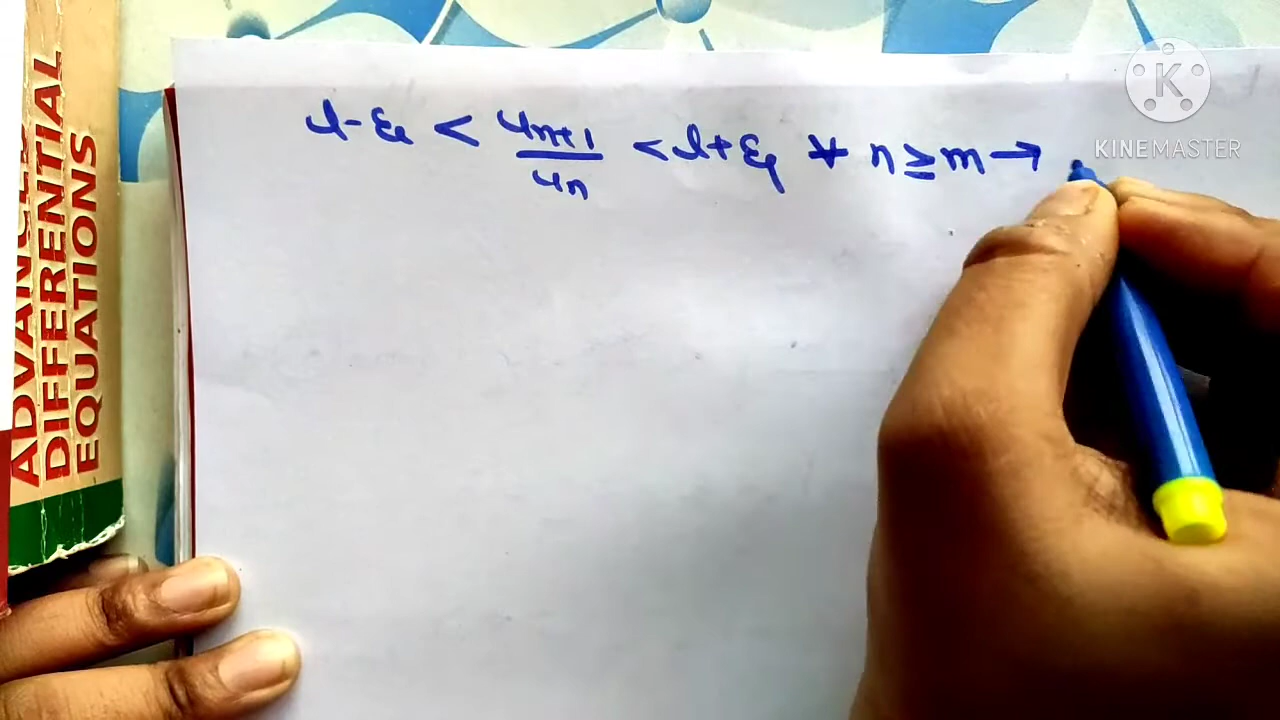 ADVANCED
DIFFERENTIAL
EQUATIONS
l-ε₁ < uₙ₊₁/uₙ < l+ε₁ ∀ n ≥ m →
K
KINEMASTER